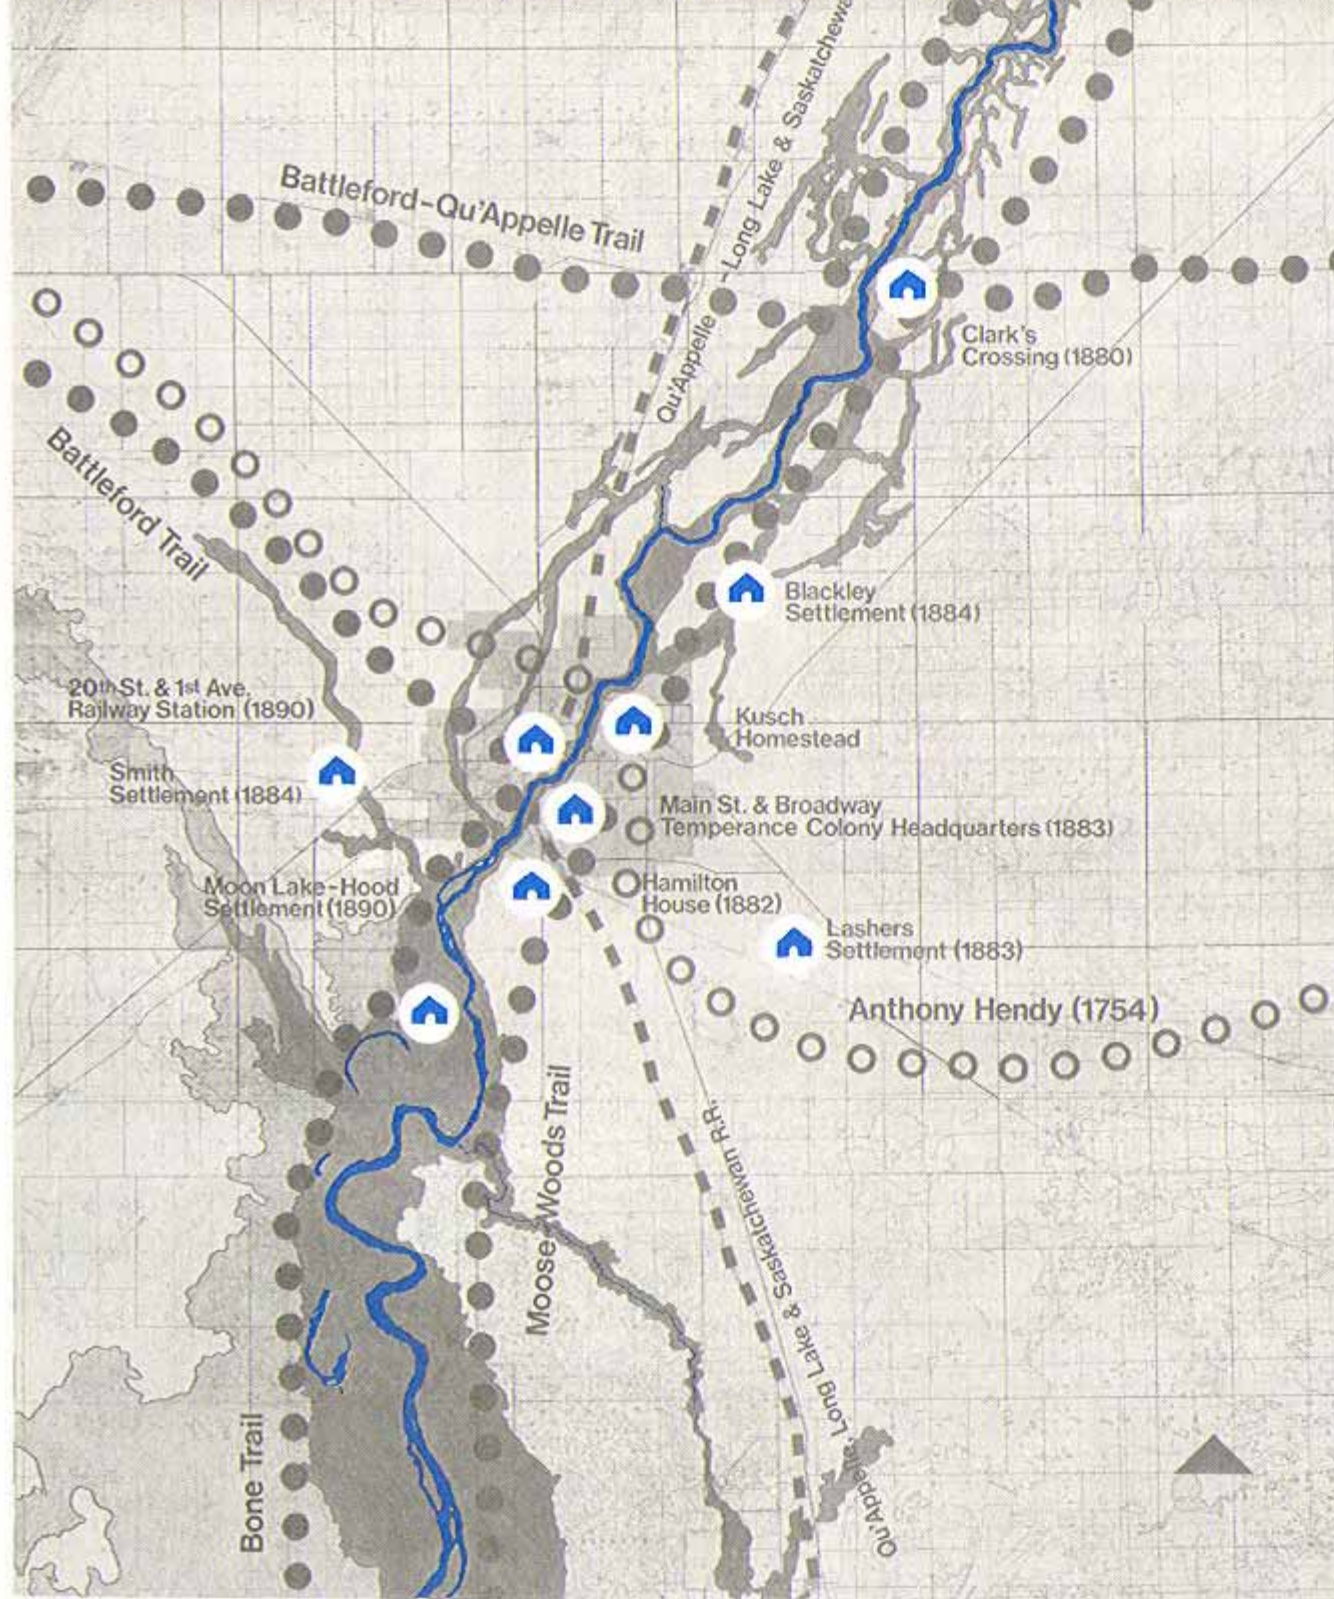 Qu'Appelle - Long Lake & Saskatchewa
Battleford-Qu'Appelle Trail
Clark's
Crossing (1880)
Battleford Trail
Blackley
Settlement (1884)
20th St. & 1st Ave.
Railway Station (1890)
Kusch
Homestead
Smith
Settlement (1884)
Main St. & Broadway
Temperance Colony Headquarters (1883)
Moon Lake-Hood
Settlement (1890)
Hamilton
House (1882)
Lashers
Settlement (1883)
Anthony Hendy (1754)
Moose Woods Trail
Qu'Appelle, Long Lake & Saskatchewan R.R.
Bone Trail